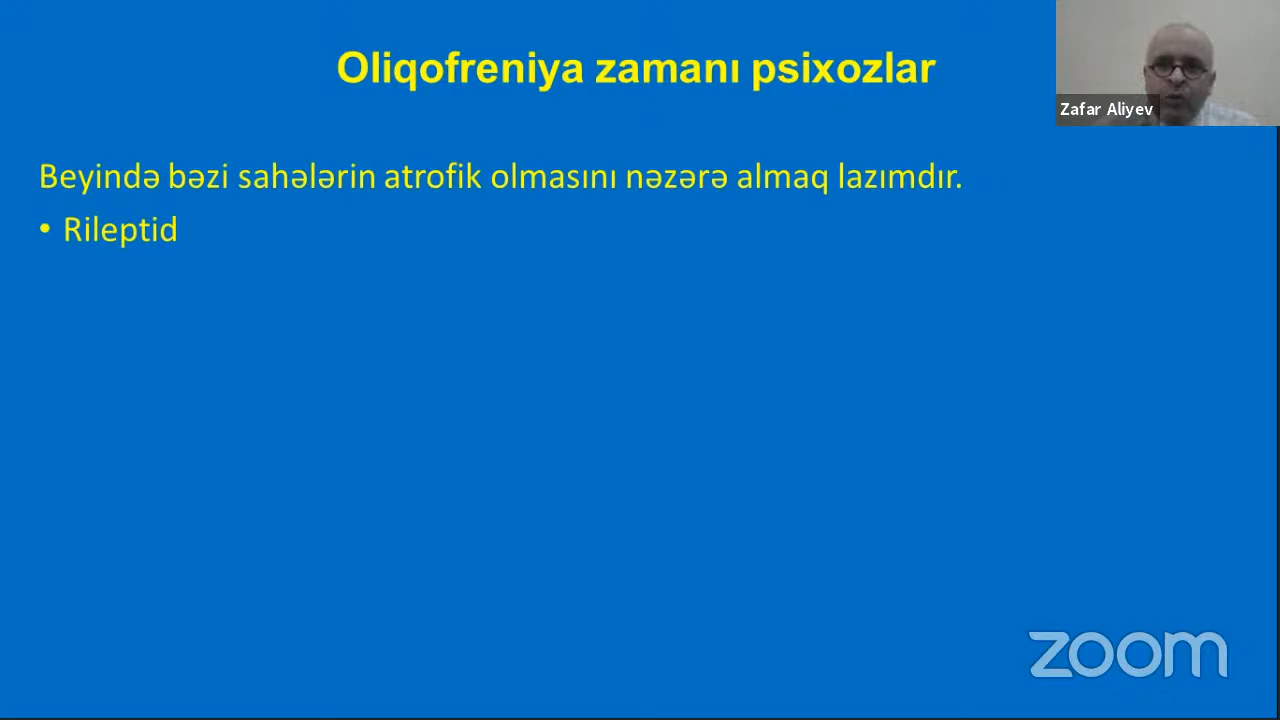 Oliqofreniya zamanı psixozlar
Zafar Aliyev
Beyində bəzi sahələrin atrofik olmasını nəzərə almaq lazımdır.
• Rileptid
zoom